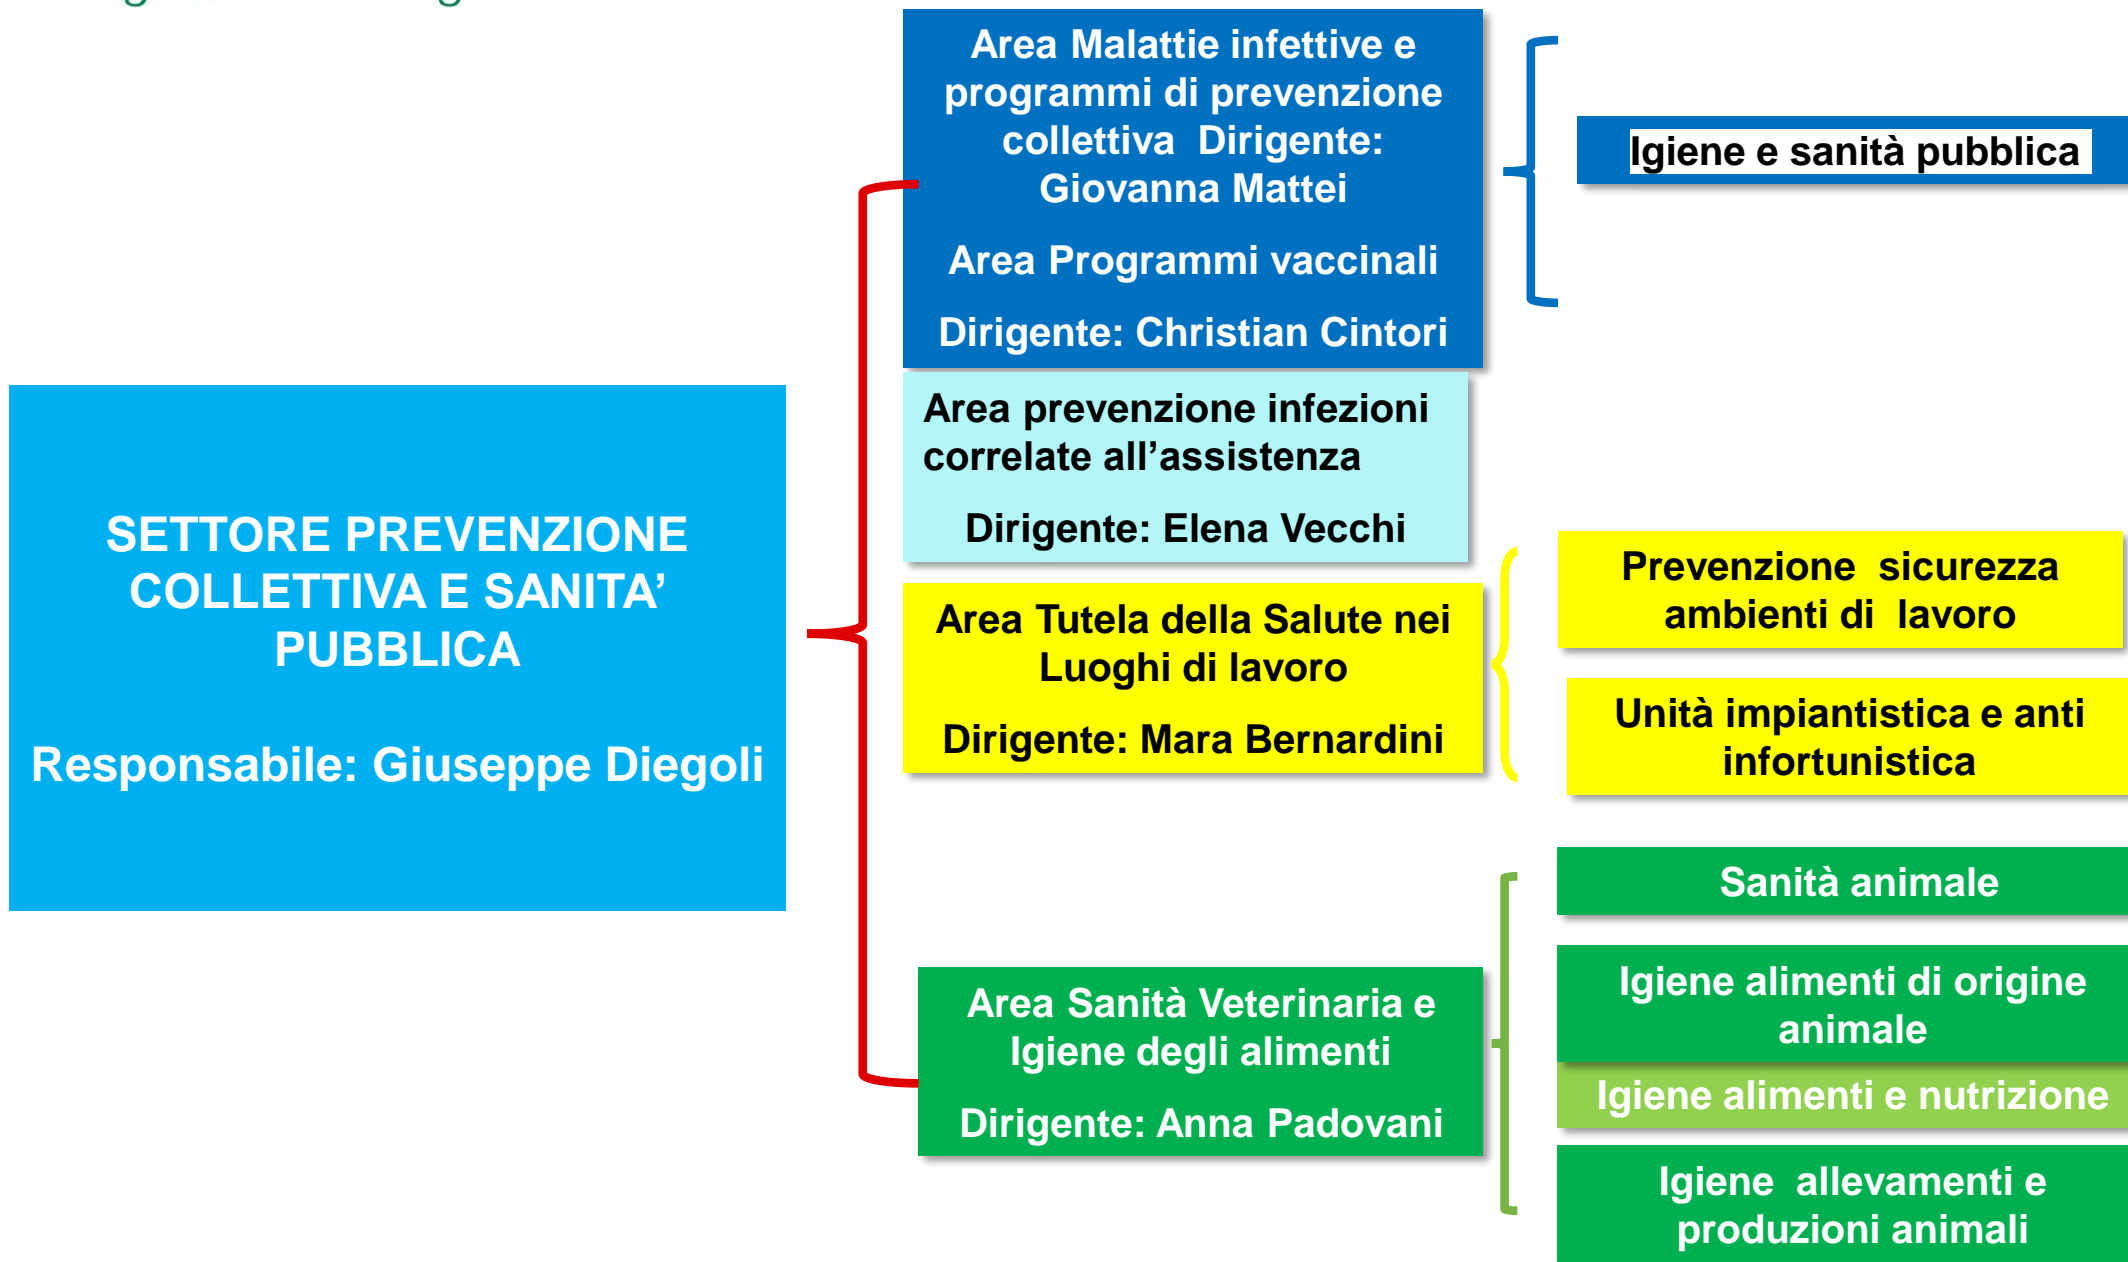 SETTORE PREVENZIONE
COLLETTIVA E SANITA’
PUBBLICA
Responsabile: Giuseppe Diegoli
Area Malattie infettive e
programmi di prevenzione
collettiva  Dirigente:
Giovanna Mattei
Area Programmi vaccinali
Dirigente: Christian Cintori
Area prevenzione infezioni
correlate all’assistenza
Dirigente: Elena Vecchi
Area Tutela della Salute nei
Luoghi di lavoro
Dirigente: Mara Bernardini
Area Sanità Veterinaria e
Igiene degli alimenti
Dirigente: Anna Padovani
Igiene e sanità pubblica
Prevenzione  sicurezza
ambienti di  lavoro
Unità impiantistica e anti
infortunistica
Sanità animale
Igiene alimenti di origine
animale
Igiene alimenti e nutrizione
Igiene  allevamenti e
produzioni animali